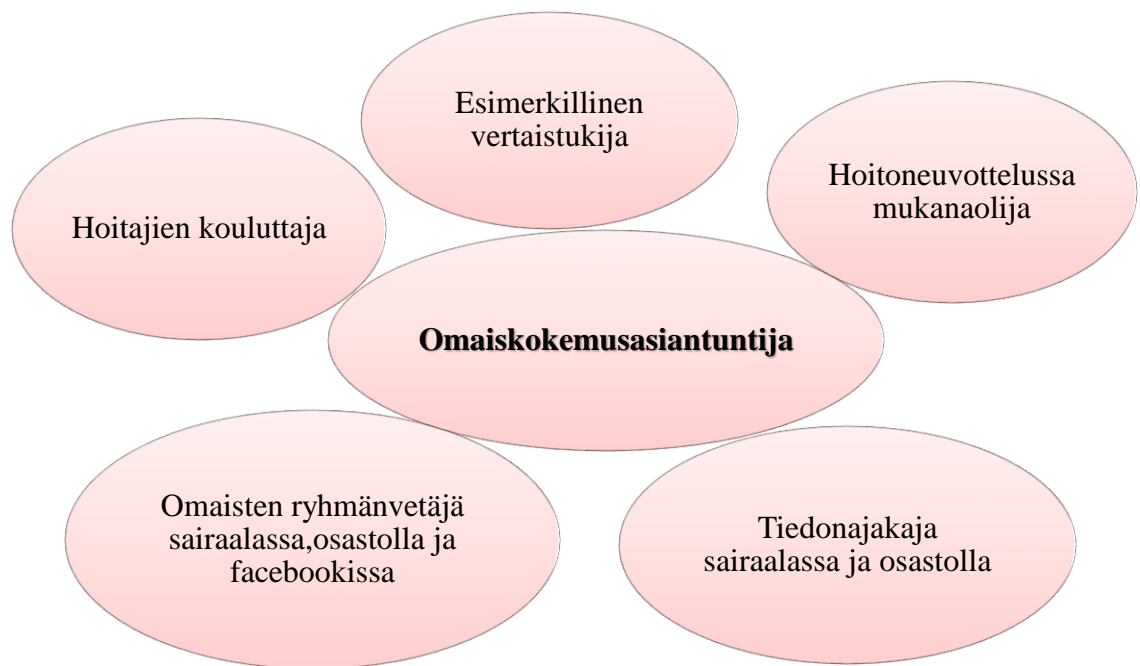 Esimerkillinen
vertaistukija
Hoitoneuvottelussa
mukanaolija
Hoitajien kouluttaja
Omaiskokemusasiantuntija
Omaisten ryhmänvetäjä
sairaalassa,osastolla ja
facebookissa
Tiedonajakaja
sairaalassa ja osastolla